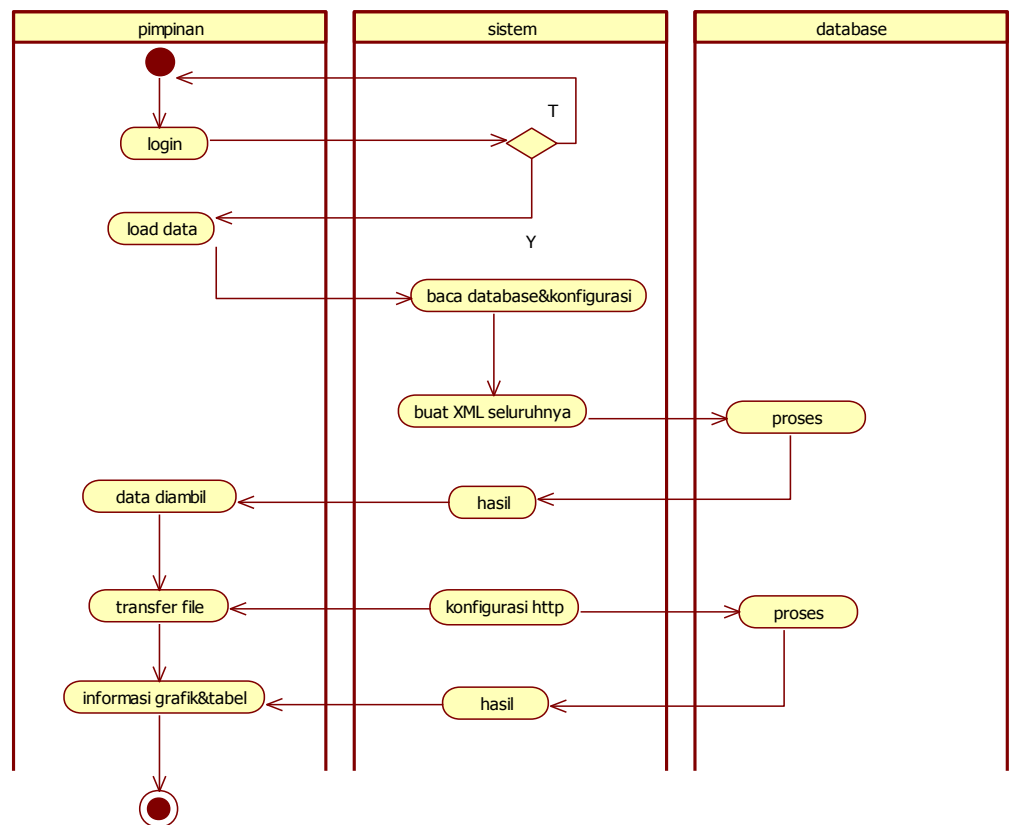 pimpinan
sistem
database
T
login
load data
Y
baca database&konfigurasi
buat XML seluruhnya
proses
data diambil
hasil
transfer file
konfigurasi http
proses
informasi grafik&tabel
hasil